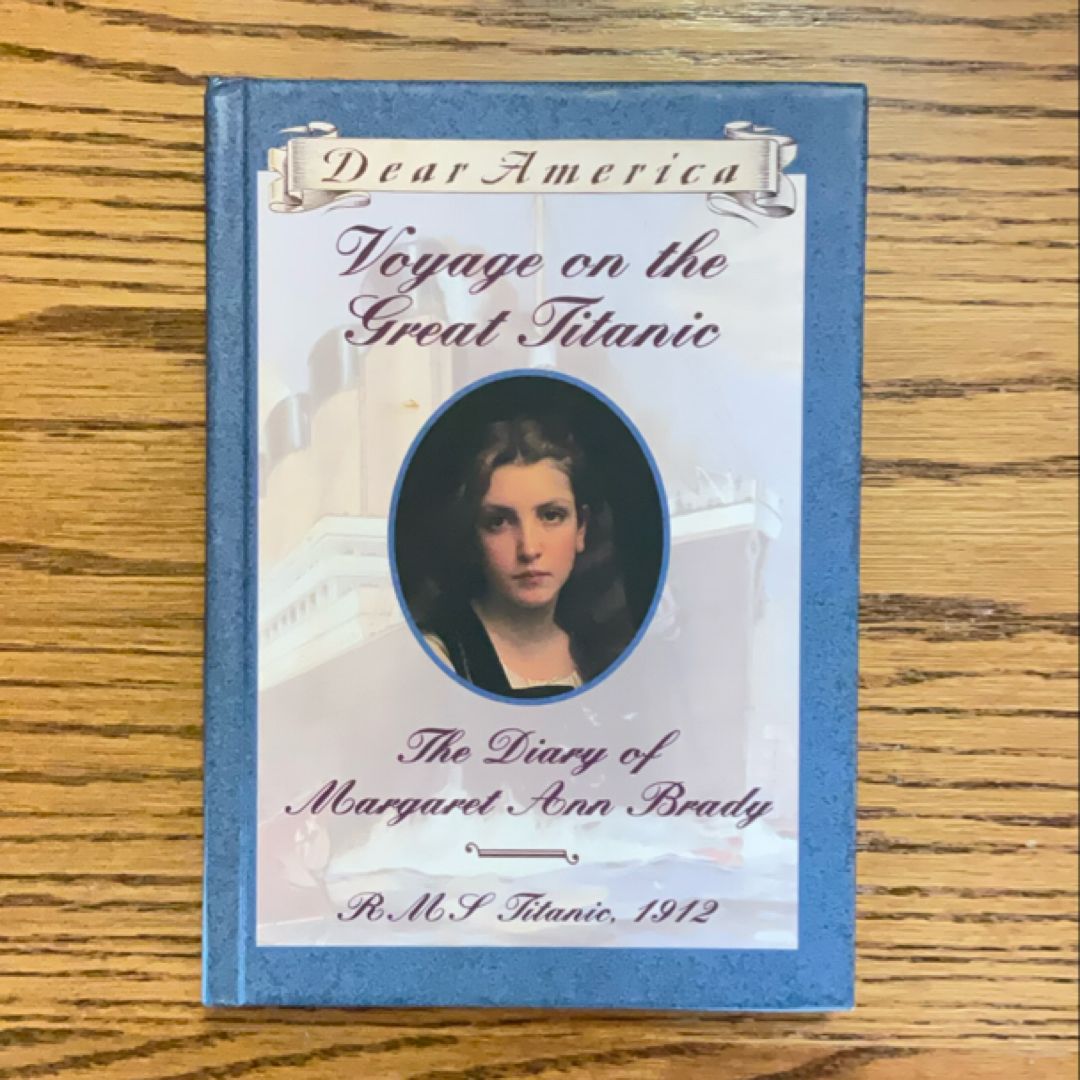 Dear America
Voyage on the
Great Titanic
The Diary of
Margaret Ann Brady
RMS Titanic, 1912